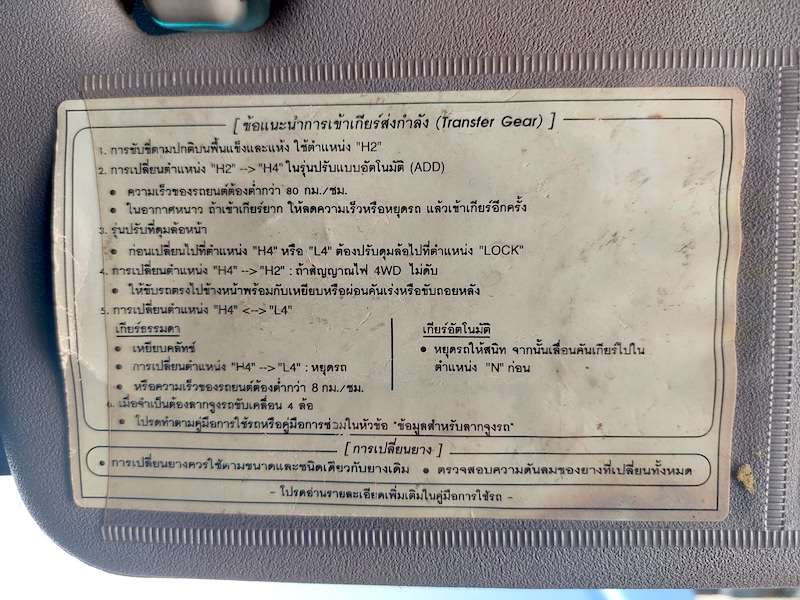 [ ข้อแนะนำการเข้าเกียร์ส่งกำลัง (Transfer Gear) ]
1. การขับขี่ตามปกติบนพื้นแข็งและแห้ง ใช้ตำแหน่ง "H2"
2. การเปลี่ยนตำแหน่ง "H2" --> "H4" ในรุ่นปรับแบบอัตโนมัติ (ADD)
• ความเร็วของรถยนต์ต้องต่ำกว่า 80 กม./ชม.
• ในอากาศหนาว ถ้าเข้าเกียร์ยาก ให้ลดความเร็วหรือหยุดรถ แล้วเข้าเกียร์อีกครั้ง
3. รุ่นปรับที่ดุมล้อหน้า
• ก่อนเปลี่ยนไปที่ตำแหน่ง "H4" หรือ "L4" ต้องปรับดุมล้อไปที่ตำแหน่ง "LOCK"
4. การเปลี่ยนตำแหน่ง "H4" --> "H2" : ถ้าสัญญาณไฟ 4WD ไม่ดับ
• ให้ขับรถตรงไปข้างหน้าพร้อมกับเหยียบหรือผ่อนคันเร่งหรือขับถอยหลัง
5. การเปลี่ยนตำแหน่ง "H4" <--> "L4"
เกียร์ธรรมดา
• เหยียบคลัทช์
• การเปลี่ยนตำแหน่ง "H4" --> "L4" : หยุดรถ
• หรือความเร็วของรถยนต์ต้องต่ำกว่า 8 กม./ชม.
เกียร์อัตโนมัติ
• หยุดรถให้สนิท จากนั้นเลื่อนคันเกียร์ไปใน
ตำแหน่ง "N" ก่อน
6. เมื่อจำเป็นต้องลากจูงรถขับเคลื่อน 4 ล้อ
• โปรดทำตามคู่มือการใช้รถหรือคู่มือการซ่อมในหัวข้อ "ข้อมูลสำหรับลากจูงรถ"
[ การเปลี่ยนยาง ]
• การเปลี่ยนยางควรใช้ตามขนาดและชนิดเดียวกับยางเดิม • ตรวจสอบความดันลมของยางที่เปลี่ยนทั้งหมด
- โปรดอ่านรายละเอียดเพิ่มเติมในคู่มือการใช้รถ -